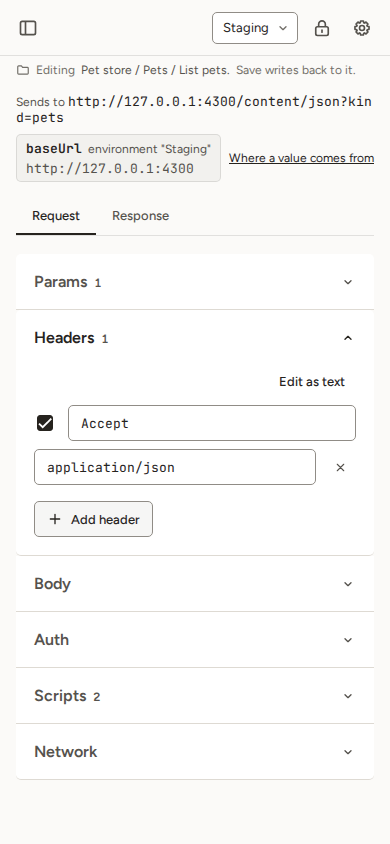 Staging
Editing Pet store / Pets / List pets. Save writes back to it.
Sends to http://127.0.0.1:4300/content/json?kin
d=pets
baseUrl environment "Staging"
http://127.0.0.1:4300
Where a value comes from
Request Response
Params 1
Headers 1
Edit as text
Accept
application/json
Add header
Body
Auth
Scripts 2
Network